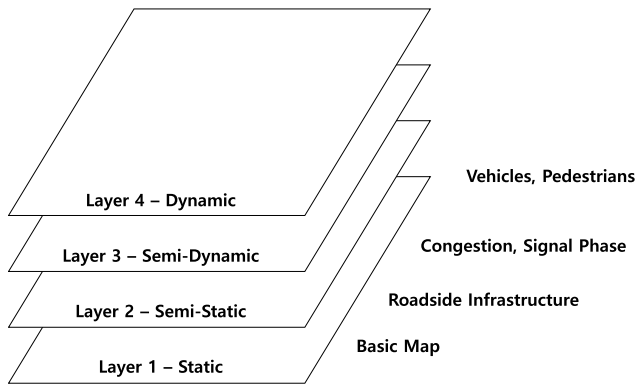 Vehicles, Pedestrians
Layer 4 – Dynamic
Congestion, Signal Phase
Layer 3 – Semi-Dynamic
Roadside Infrastructure
Layer 2 – Semi-Static
Basic Map
Layer 1 – Static